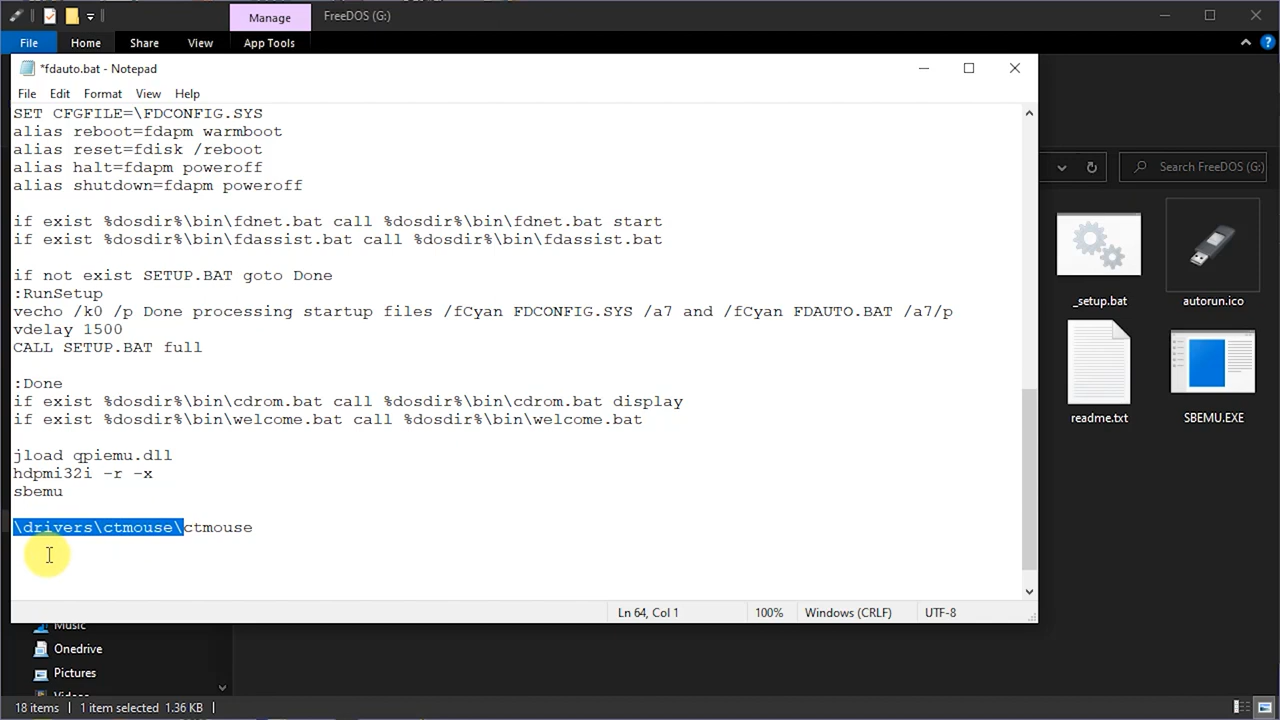 Manage
FreeDOS (G:)
File
Home
Share
View
App Tools
*fdauto.bat - Notepad
File Edit Format View Help
SET CFGFILE=\FDCONFIG.SYS
alias reboot=fdapm warmboot
alias reset=fdisk /reboot
alias halt=fdapm poweroff
alias shutdown=fdapm poweroff
if exist %dosdir%\bin\fdnet.bat call %dosdir%\bin\fdnet.bat start
if exist %dosdir%\bin\fdassist.bat call %dosdir%\bin\fdassist.bat
if not exist SETUP.BAT goto Done
:RunSetup
vecho /k0 /p Done processing startup files /fCyan FDCONFIG.SYS /a7 and /fCyan FDAUTO.BAT /a7/p
vdelay 1500
CALL SETUP.BAT full
:Done
if exist %dosdir%\bin\cdrom.bat call %dosdir%\bin\cdrom.bat display
if exist %dosdir%\bin\welcome.bat call %dosdir%\bin\welcome.bat
jload qpiemu.dll
hdpmi32i -r -x
sbemu
\drivers\ctmouse\ctmouse
Ln 64, Col 1
100%
Windows (CRLF)
UTF-8
Search FreeDOS (G:)
_setup.bat
autorun.ico
readme.txt
SBEMU.EXE
Music
Onedrive
Pictures
Videos
18 items
1 item selected 1.36 KB